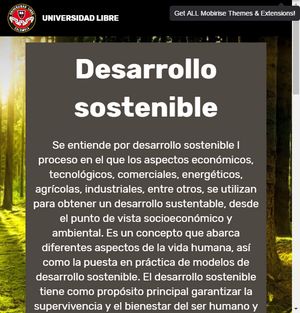 UNIVERSIDAD LIBRE
Get ALL Mobirise Themes & Extensions!
Desarrollo
sostenible
Se entiende por desarrollo sostenible l
proceso en el que los aspectos económicos,
tecnológicos, comerciales, energéticos,
agrícolas, industriales, entre otros, se utilizan
para obtener un desarrollo sustentable, desde
el punto de vista socioeconómico y
ambiental. Es un concepto que abarca
diferentes aspectos de la vida humana, así
como la puesta en práctica de modelos de
desarrollo sostenible. El desarrollo sostenible
tiene como propósito principal garantizar la
supervivencia y el bienestar del ser humano y